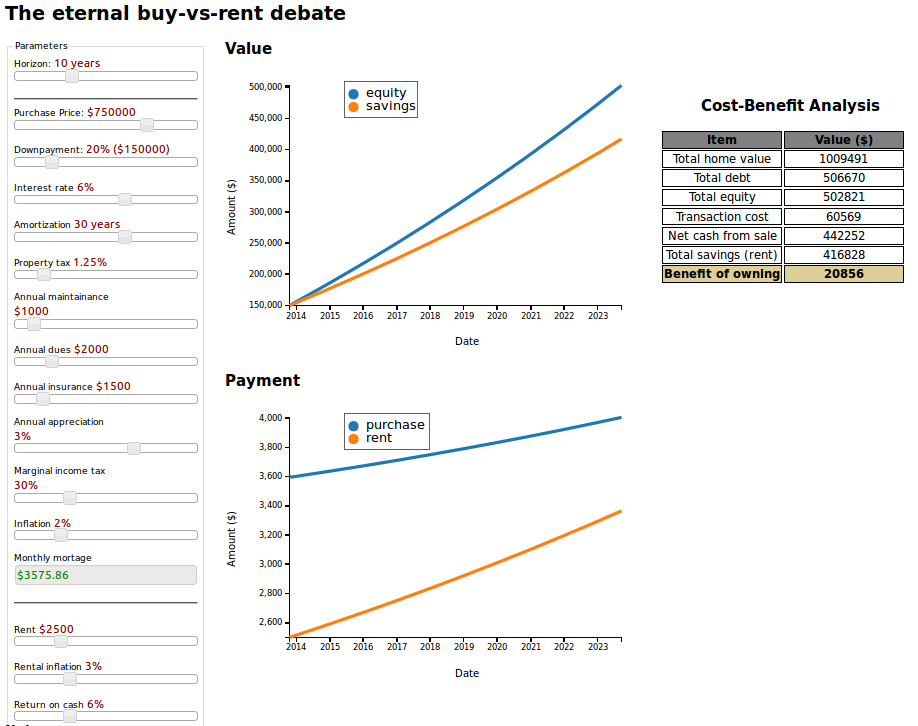 The eternal buy-vs-rent debate
Parameters
Horizon: 10 years
Purchase Price: $750000
Downpayment: 20% ($150000)
Interest rate 6%
Amortization 30 years
Property tax 1.25%
Annual maintainance
$1000
Annual dues $2000
Annual insurance $1500
Annual appreciation
3%
Marginal income tax
30%
Inflation 2%
Monthly mortage
$3575.86
Rent $2500
Rental inflation 3%
Return on cash 6%
Value
equity
savings
500,000
450,000
400,000
350,000
300,000
250,000
200,000
150,000
Amount ($)
2014 2015 2016 2017 2018 2019 2020 2021 2022 2023
Date
Payment
purchase
rent
4,000
3,800
3,600
3,400
3,200
3,000
2,800
2,600
Amount ($)
2014 2015 2016 2017 2018 2019 2020 2021 2022 2023
Date
Cost-Benefit Analysis
Item Value ($)
Total home value 1009491
Total debt 506670
Total equity 502821
Transaction cost 60569
Net cash from sale 442252
Total savings (rent) 416828
Benefit of owning 20856